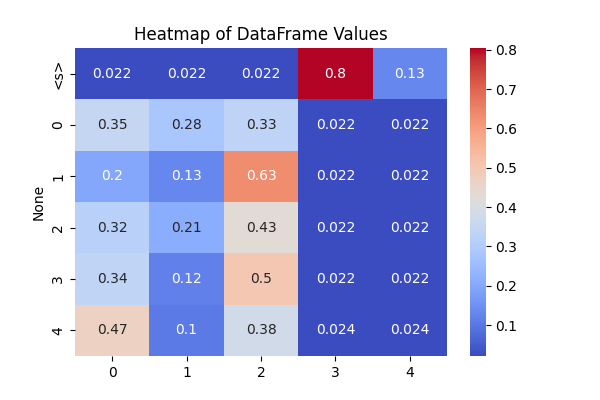 Heatmap of DataFrame Values
<s> 0.022 0.022 0.022 0.8 0.13
0 0.35 0.28 0.33 0.022 0.022
1 0.2 0.13 0.63 0.022 0.022
2 0.32 0.21 0.43 0.022 0.022
3 0.34 0.12 0.5 0.022 0.022
4 0.47 0.1 0.38 0.024 0.024
0 1 2 3 4
None
0.8
0.7
0.6
0.5
0.4
0.3
0.2
0.1